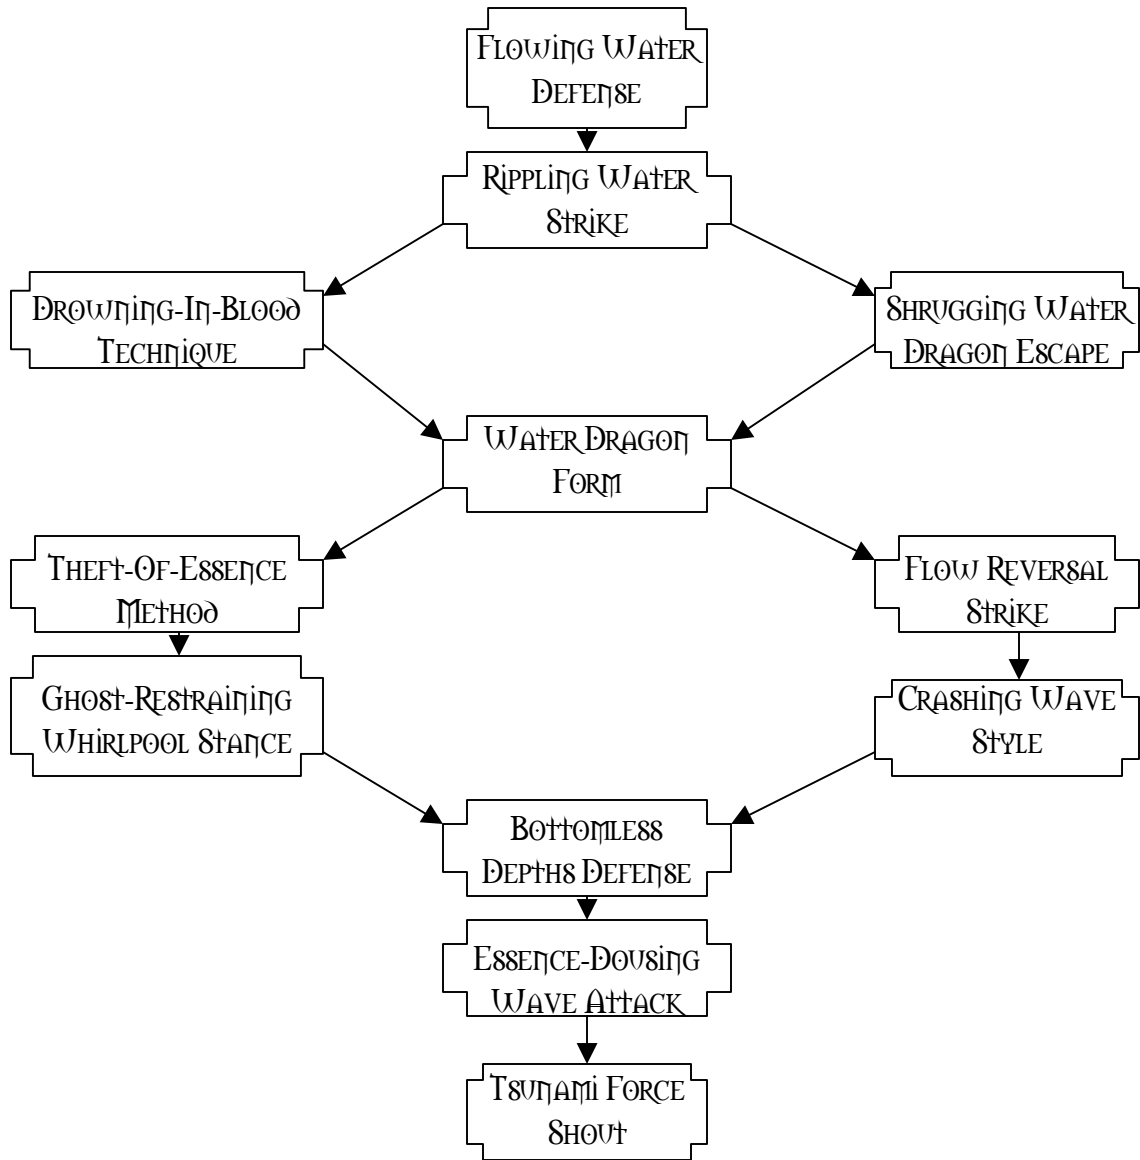 Flowing Water
Defense
Rippling Water
Strike
Drowning-In-Blood
Technique
Shrugging Water
Dragon Escape
Water Dragon
Form
Theft-Of-Essence
Method
Flow Reversal
Strike
Ghost-Restraining
Whirlpool Stance
Crashing Wave
Style
Bottomless
Depths Defense
Essence-Dousing
Wave Attack
Tsunami Force
Shout